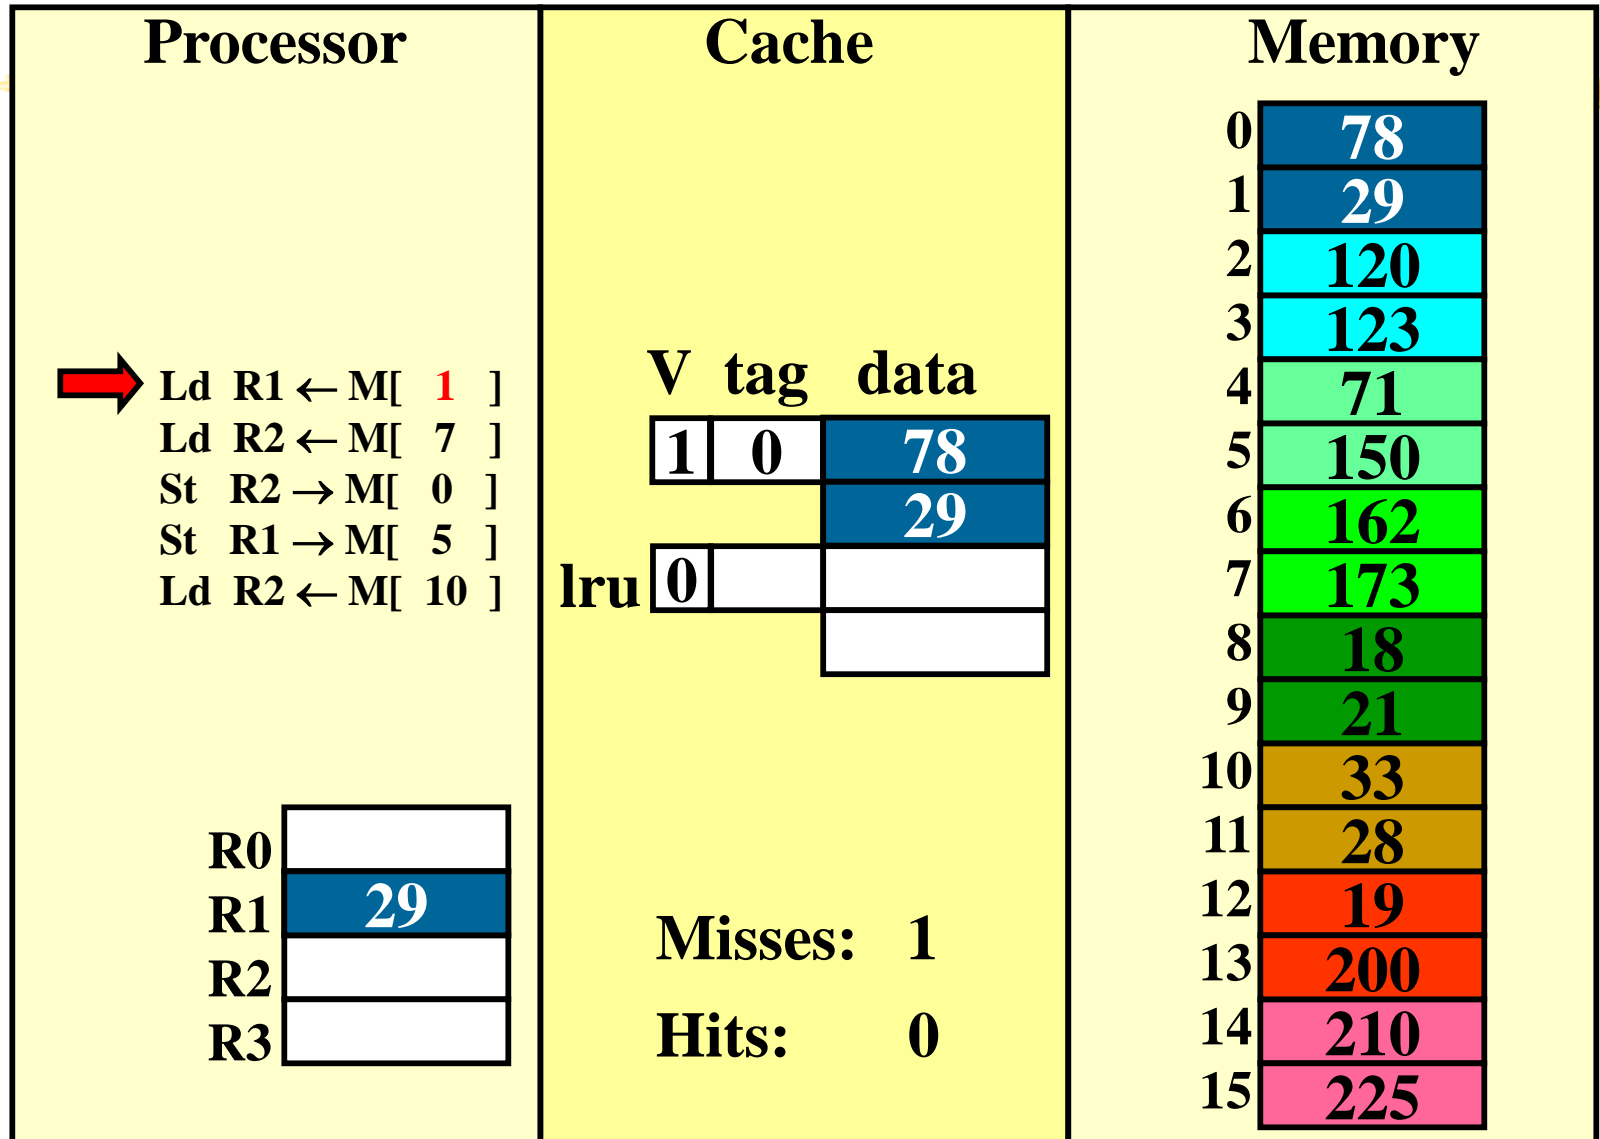 Processor
Ld R1 ← M[ 1 ]
Ld R2 ← M[ 7 ]
St R2 → M[ 0 ]
St R1 → M[ 5 ]
Ld R2 ← M[ 10 ]
R0
R1 29
R2
R3
Cache
V tag data
1 0 78
29
lru 0
Misses: 1
Hits: 0
Memory
0 78
1 29
2 120
3 123
4 71
5 150
6 162
7 173
8 18
9 21
10 33
11 28
12 19
13 200
14 210
15 225